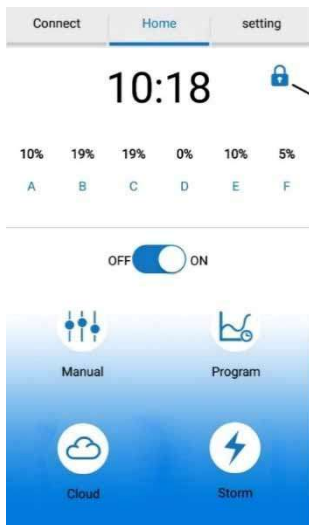 Connect Home setting
10:18
10% 19% 19% 0% 10% 5%
A B C D E F
OFF ON
Manual Program
Cloud Storm